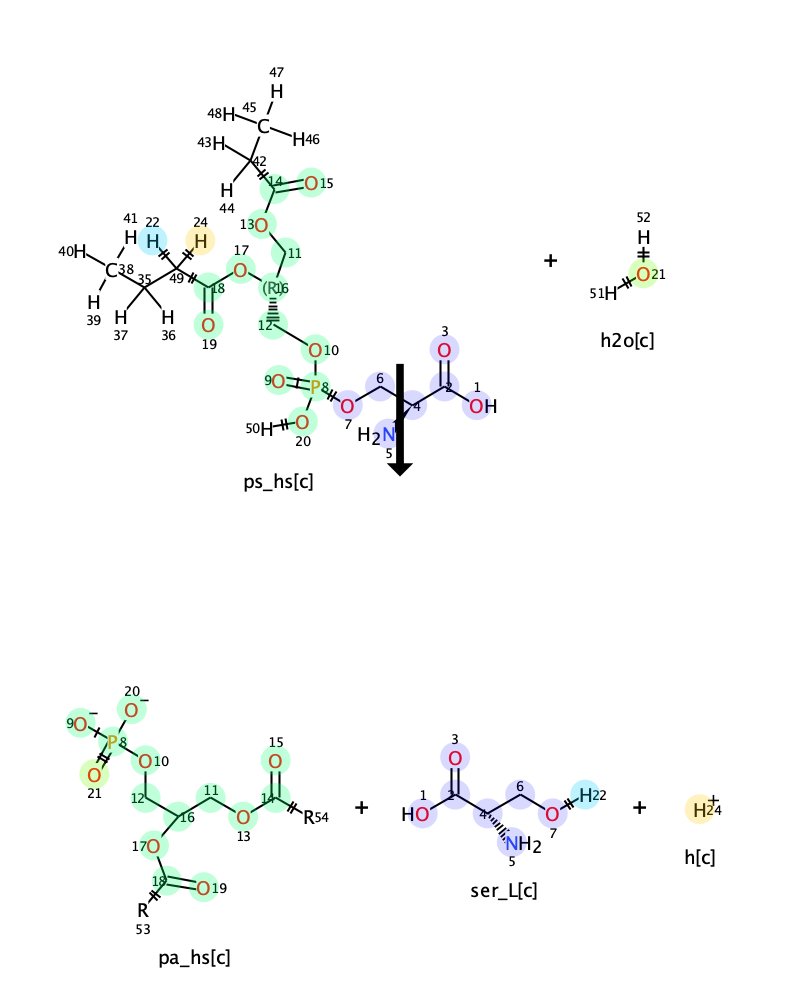 47
H
48H
45
C
H46
43H
42
H
44
14
O15
13O
11
41
22
24
H
H
H
40H
C38
35
49
H
39
H
37
H
36
17
O
18
(R)16
O
19
12
O10
9O
P8
50H
O
20
O
7
6
3
O
2
1
OH
4
H2N
5
ps_hs[c]
+
52
H
O21
51H
h2o[c]
20
O−
9O−
P8
O
21
O10
12
11
16
17O
18
O19
R
53
15
O
14
O
13
R54
pa_hs[c]
+
3
O
1
HO
2
4
6
O
7
H22
NH2
5
ser_L[c]
+
H+
24
h[c]